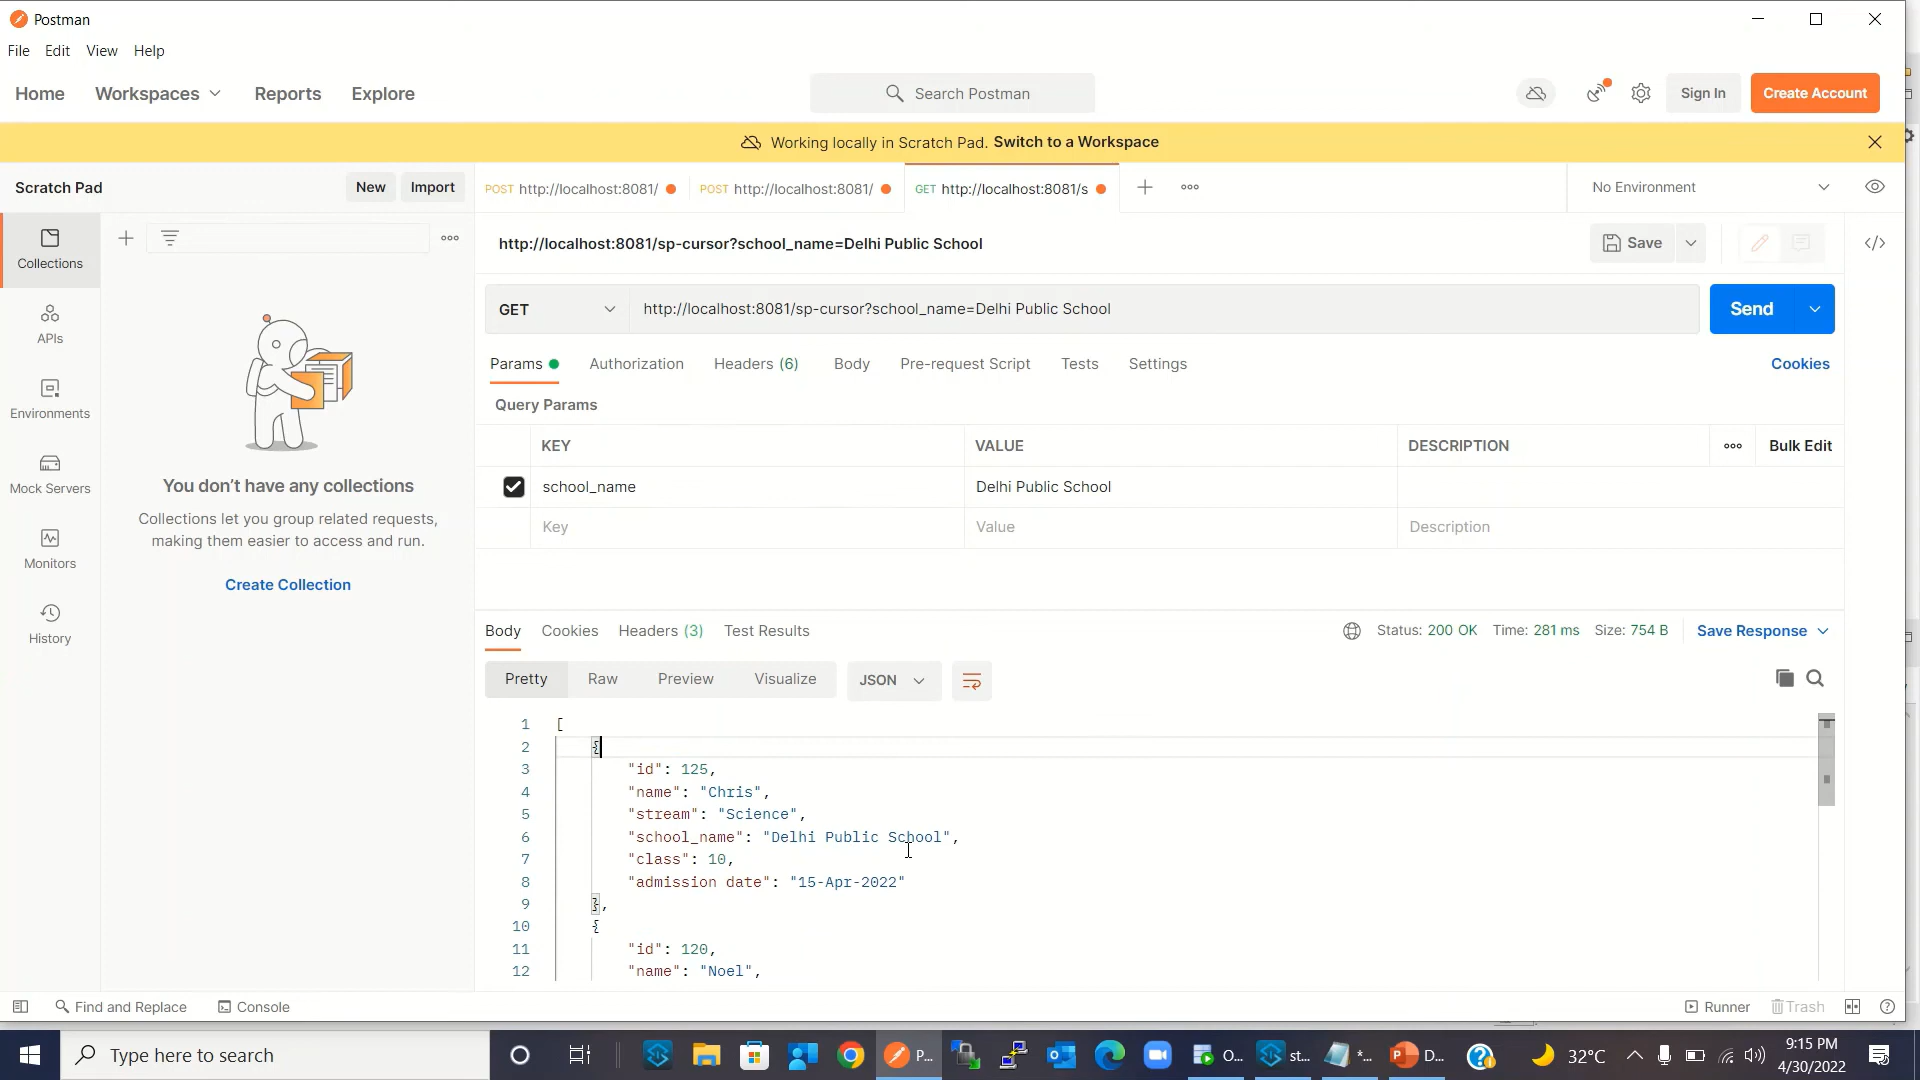 Postman
File Edit View Help
Home Workspaces Reports Explore
Search Postman
Sign In
Create Account
Working locally in Scratch Pad. Switch to a Workspace
Scratch Pad
New Import
POST http://localhost:8081/
POST http://localhost:8081/
GET http://localhost:8081/s
No Environment
Collections
APIs
Environments
Mock Servers
Monitors
History
You don’t have any collections
Collections let you group related requests,
making them easier to access and run.
Create Collection
http://localhost:8081/sp-cursor?school_name=Delhi Public School
Save
GET http://localhost:8081/sp-cursor?school_name=Delhi Public School
Send
Params Authorization Headers (6) Body Pre-request Script Tests Settings Cookies
Query Params
KEY VALUE DESCRIPTION Bulk Edit
school_name Delhi Public School
Key Value Description
Body Cookies Headers (3) Test Results
Status: 200 OK Time: 281 ms Size: 754 B Save Response
Pretty Raw Preview Visualize JSON
1 [
2 {
3 "id": 125,
4 "name": "Chris",
5 "stream": "Science",
6 "school_name": "Delhi Public School",
7 "class": 10,
8 "admission date": "15-Apr-2022"
9 },
10 {
11 "id": 120,
12 "name": "Noel",
Find and Replace Console
Runner Trash
Type here to search
P...
O...
st...
*...
D...
32°C
9:15 PM
4/30/2022